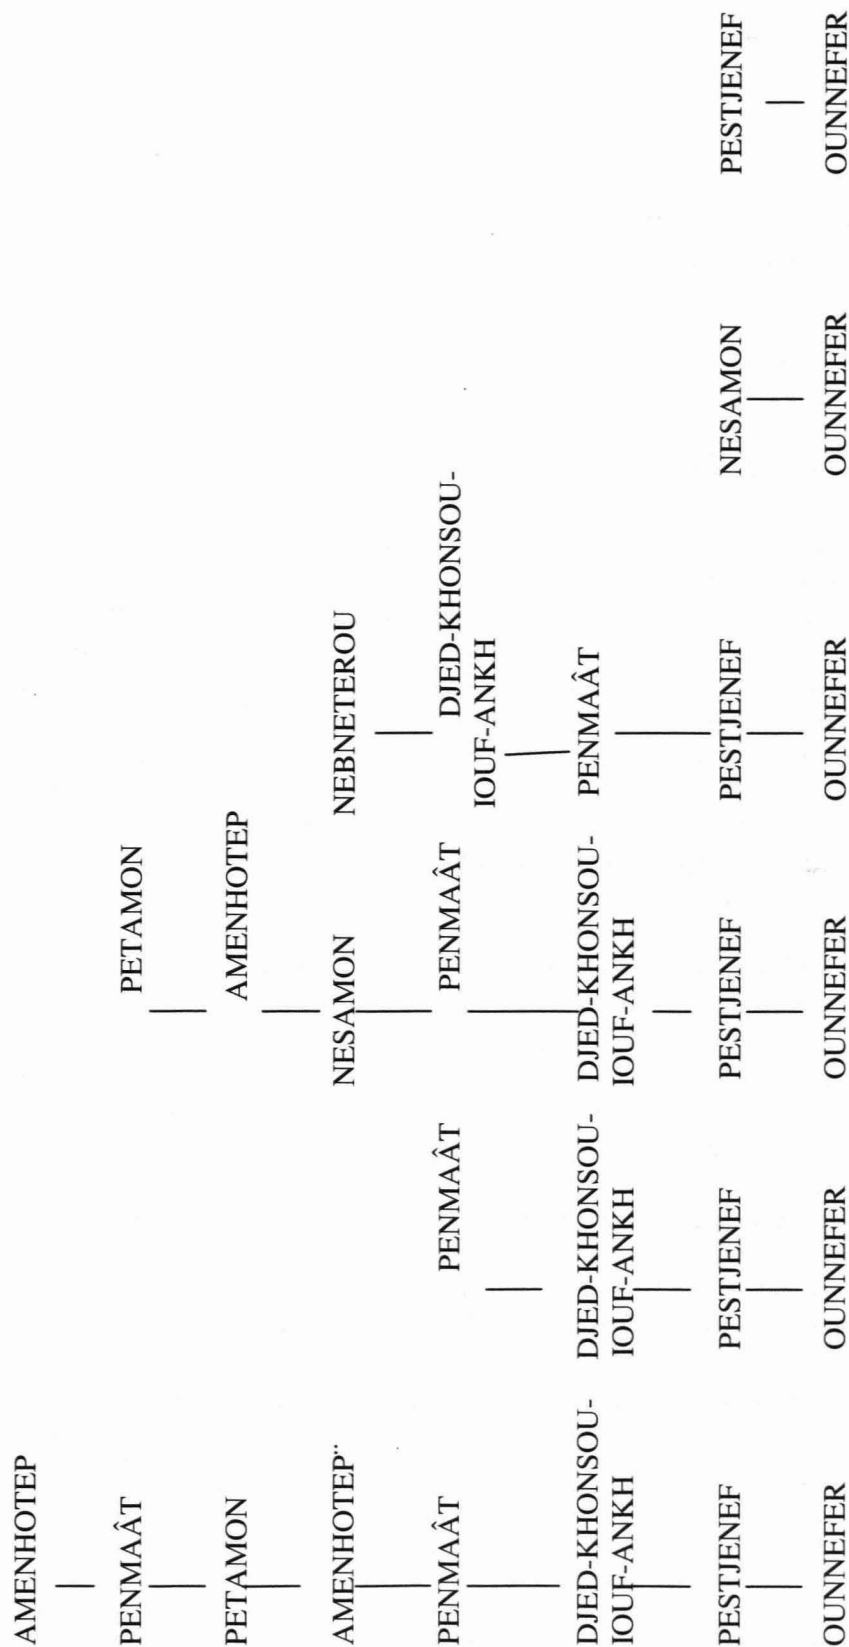 AMENHOTEP
PENMAÂT PETAMON
PETAMON AMENHOTEP
AMENHOTEP¨ NESAMON NEBNETEROU
PENMAÂT PENMAÂT PENMAÂT DJED-KHONSOU-
IOUF-ANKH
DJED-KHONSOU- DJED-KHONSOU- DJED-KHONSOU- PENMAÂT
IOUF-ANKH IOUF-ANKH IOUF-ANKH
PESTJENEF PESTJENEF PESTJENEF PESTJENEF NESAMON PESTJENEF
OUNNEFER OUNNEFER OUNNEFER OUNNEFER OUNNEFER OUNNEFER